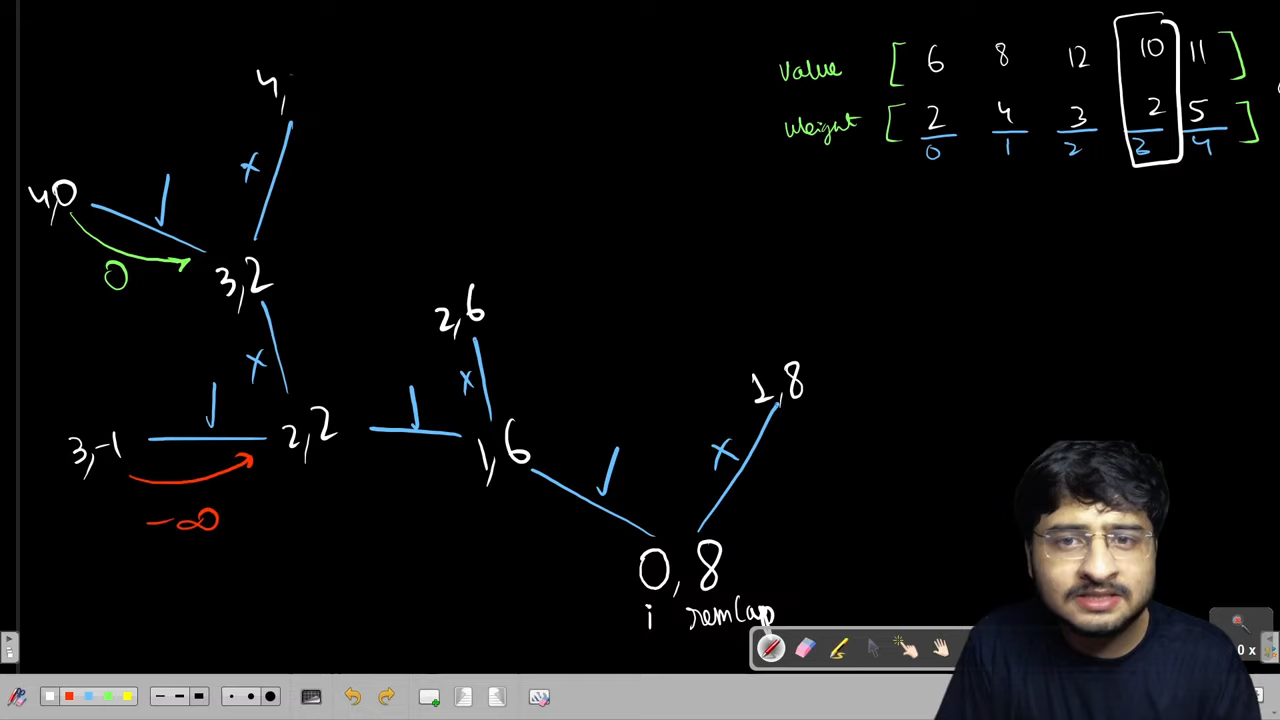 Value [ 6 8 12 10 11 ]
Weight [ 2 4 3 2 5 ]
0 1 2 3 4
4,
x
✓
4,0
0
3,2
2,6
x
x
1,8
✓
✓
x
3,-1
2,2
1,6
✓
-∞
0, 8
i remCap
0 x